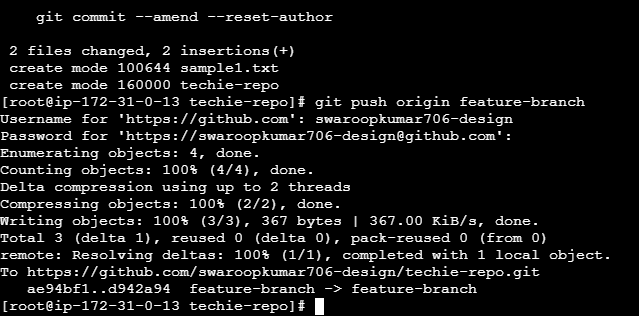 git commit --amend --reset-author
2 files changed, 2 insertions(+)
create mode 100644 sample1.txt
create mode 160000 techie-repo
[root@ip-172-31-0-13 techie-repo]# git push origin feature-branch
Username for 'https://github.com': swaroopkumar706-design
Password for 'https://swaroopkumar706-design@github.com':
Enumerating objects: 4, done.
Counting objects: 100% (4/4), done.
Delta compression using up to 2 threads
Compressing objects: 100% (2/2), done.
Writing objects: 100% (3/3), 367 bytes | 367.00 KiB/s, done.
Total 3 (delta 1), reused 0 (delta 0), pack-reused 0 (from 0)
remote: Resolving deltas: 100% (1/1), completed with 1 local object.
To https://github.com/swaroopkumar706-design/techie-repo.git
ae94bf1..d942a94  feature-branch -> feature-branch
[root@ip-172-31-0-13 techie-repo]#